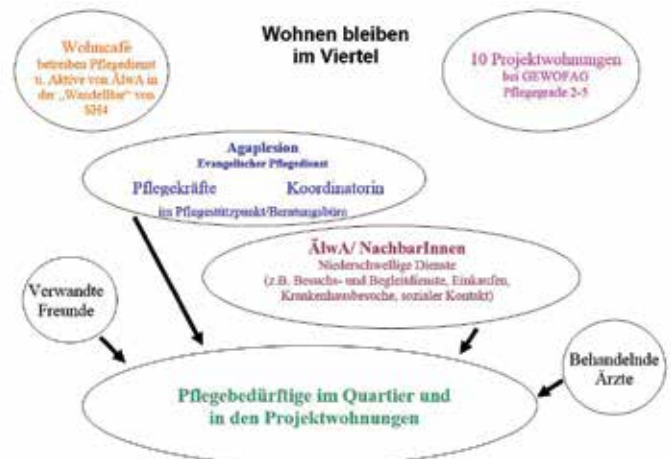 Wohnen bleiben
im Viertel
Wohncafè
betreiben Pflegedienst
u. Aktive von ÄlwA in
der „WandelBar“ von
SH4
10 Projektwohnungen
bei GEWOFAG
Pflegegrade 2-5
Agaplesion
Evangelischer Pflegedienst
Pflegekräfte Koordinatorin
im Pflegestützpunkt/Beratungsbüro
ÄlwA/ NachbarInnen
Niederschwellige Dienste
(z.B. Besuchs- und Begleitdienste, Einkaufen,
Krankenhausbesuche, sozialer Kontakt)
Verwandte
Freunde
Behandelnde
Ärzte
Pflegebedürftige im Quartier und
in den Projektwohnungen